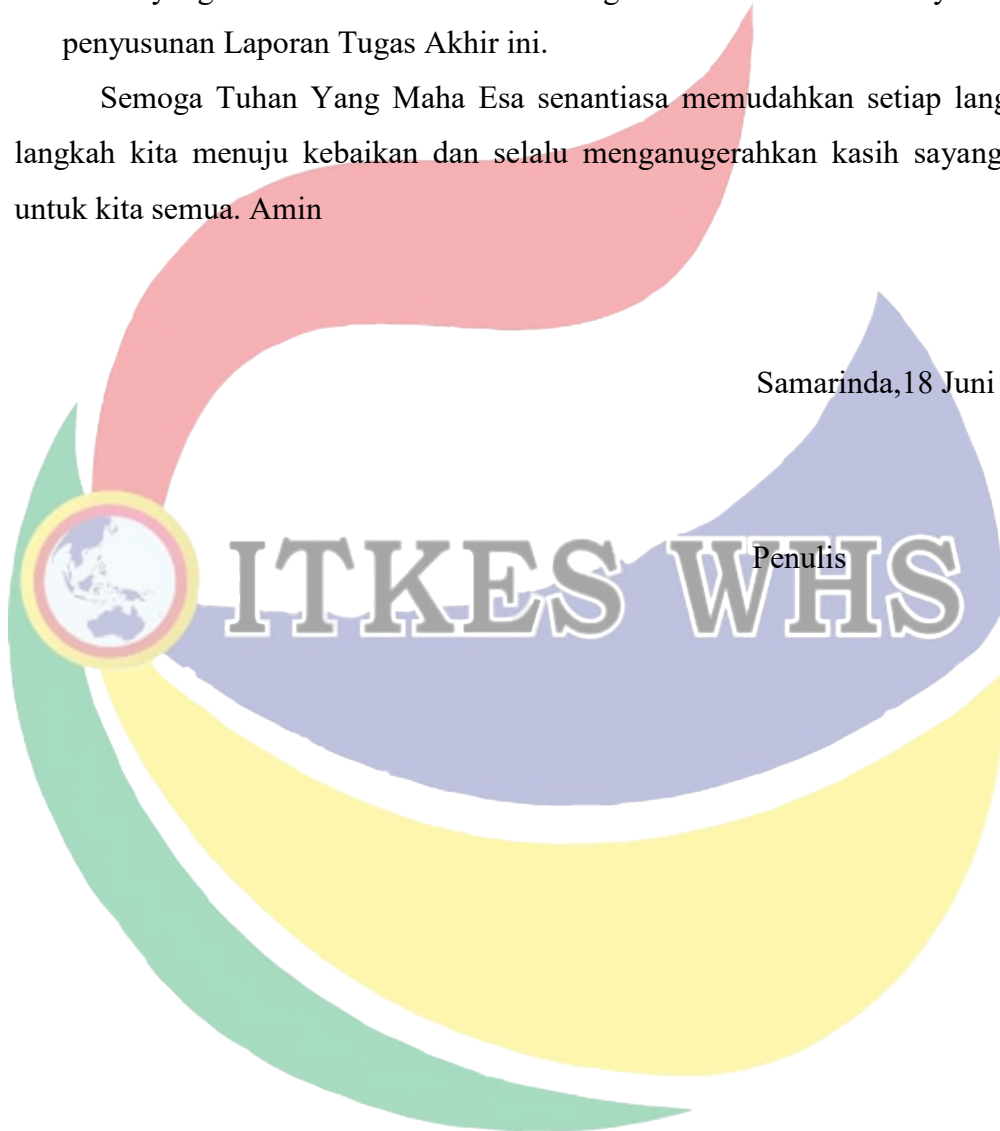 penyusunan Laporan Tugas Akhir ini.
Semoga Tuhan Yang Maha Esa senantiasa memudahkan setiap lang
langkah kita menuju kebaikan dan selalu menganugerahkan kasih sayang
untuk kita semua. Amin
Samarinda,18 Juni
Penulis
ITKES WHS